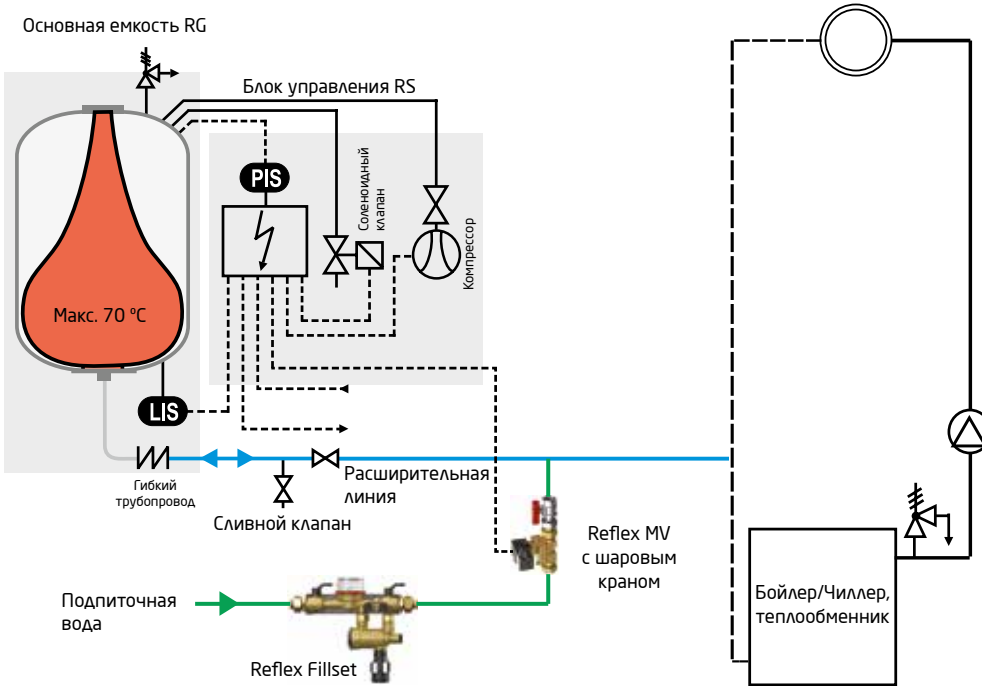 Основная емкость RG
Блок управления RS
PIS
Соленоидный
клапан
Компрессор
Макс. 70 °C
LIS
Гибкий
трубопровод
Расширительная
линия
Сливной клапан
Reflex MV
с шаровым
краном
Подпиточная
вода
Reflex Fillset
Бойлер/Чиллер,
теплообменник